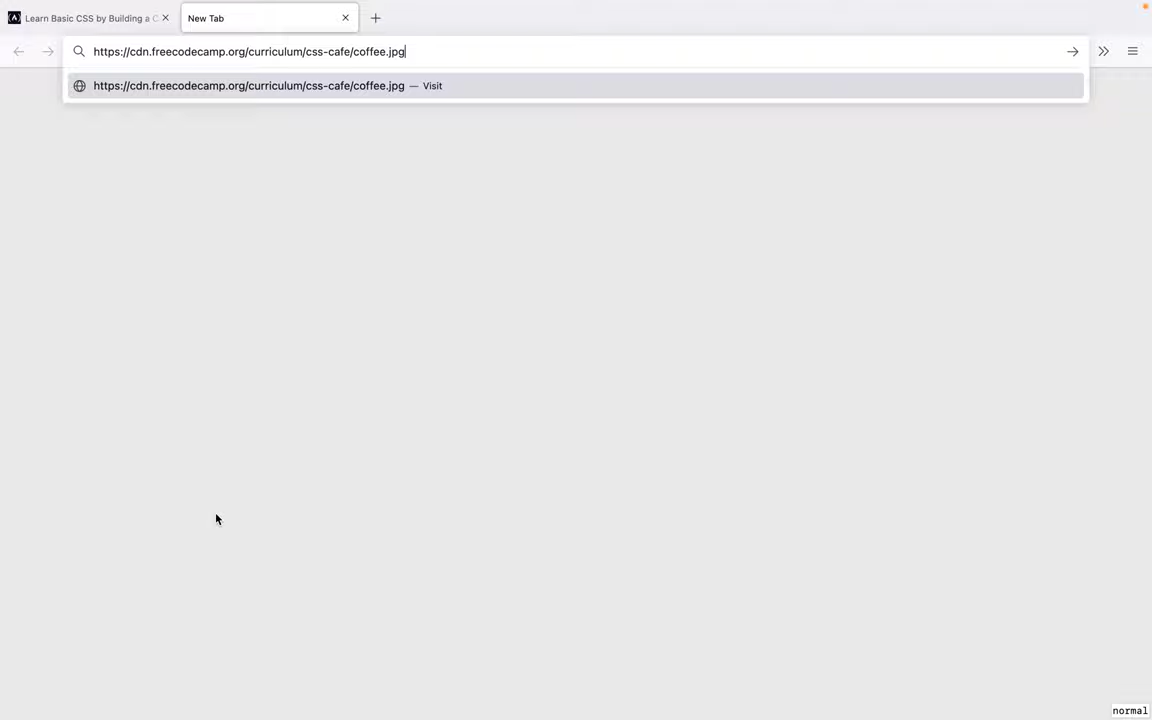 Learn Basic CSS by Building a C
New Tab
https://cdn.freecodecamp.org/curriculum/css-cafe/coffee.jpg
https://cdn.freecodecamp.org/curriculum/css-cafe/coffee.jpg — Visit
normal